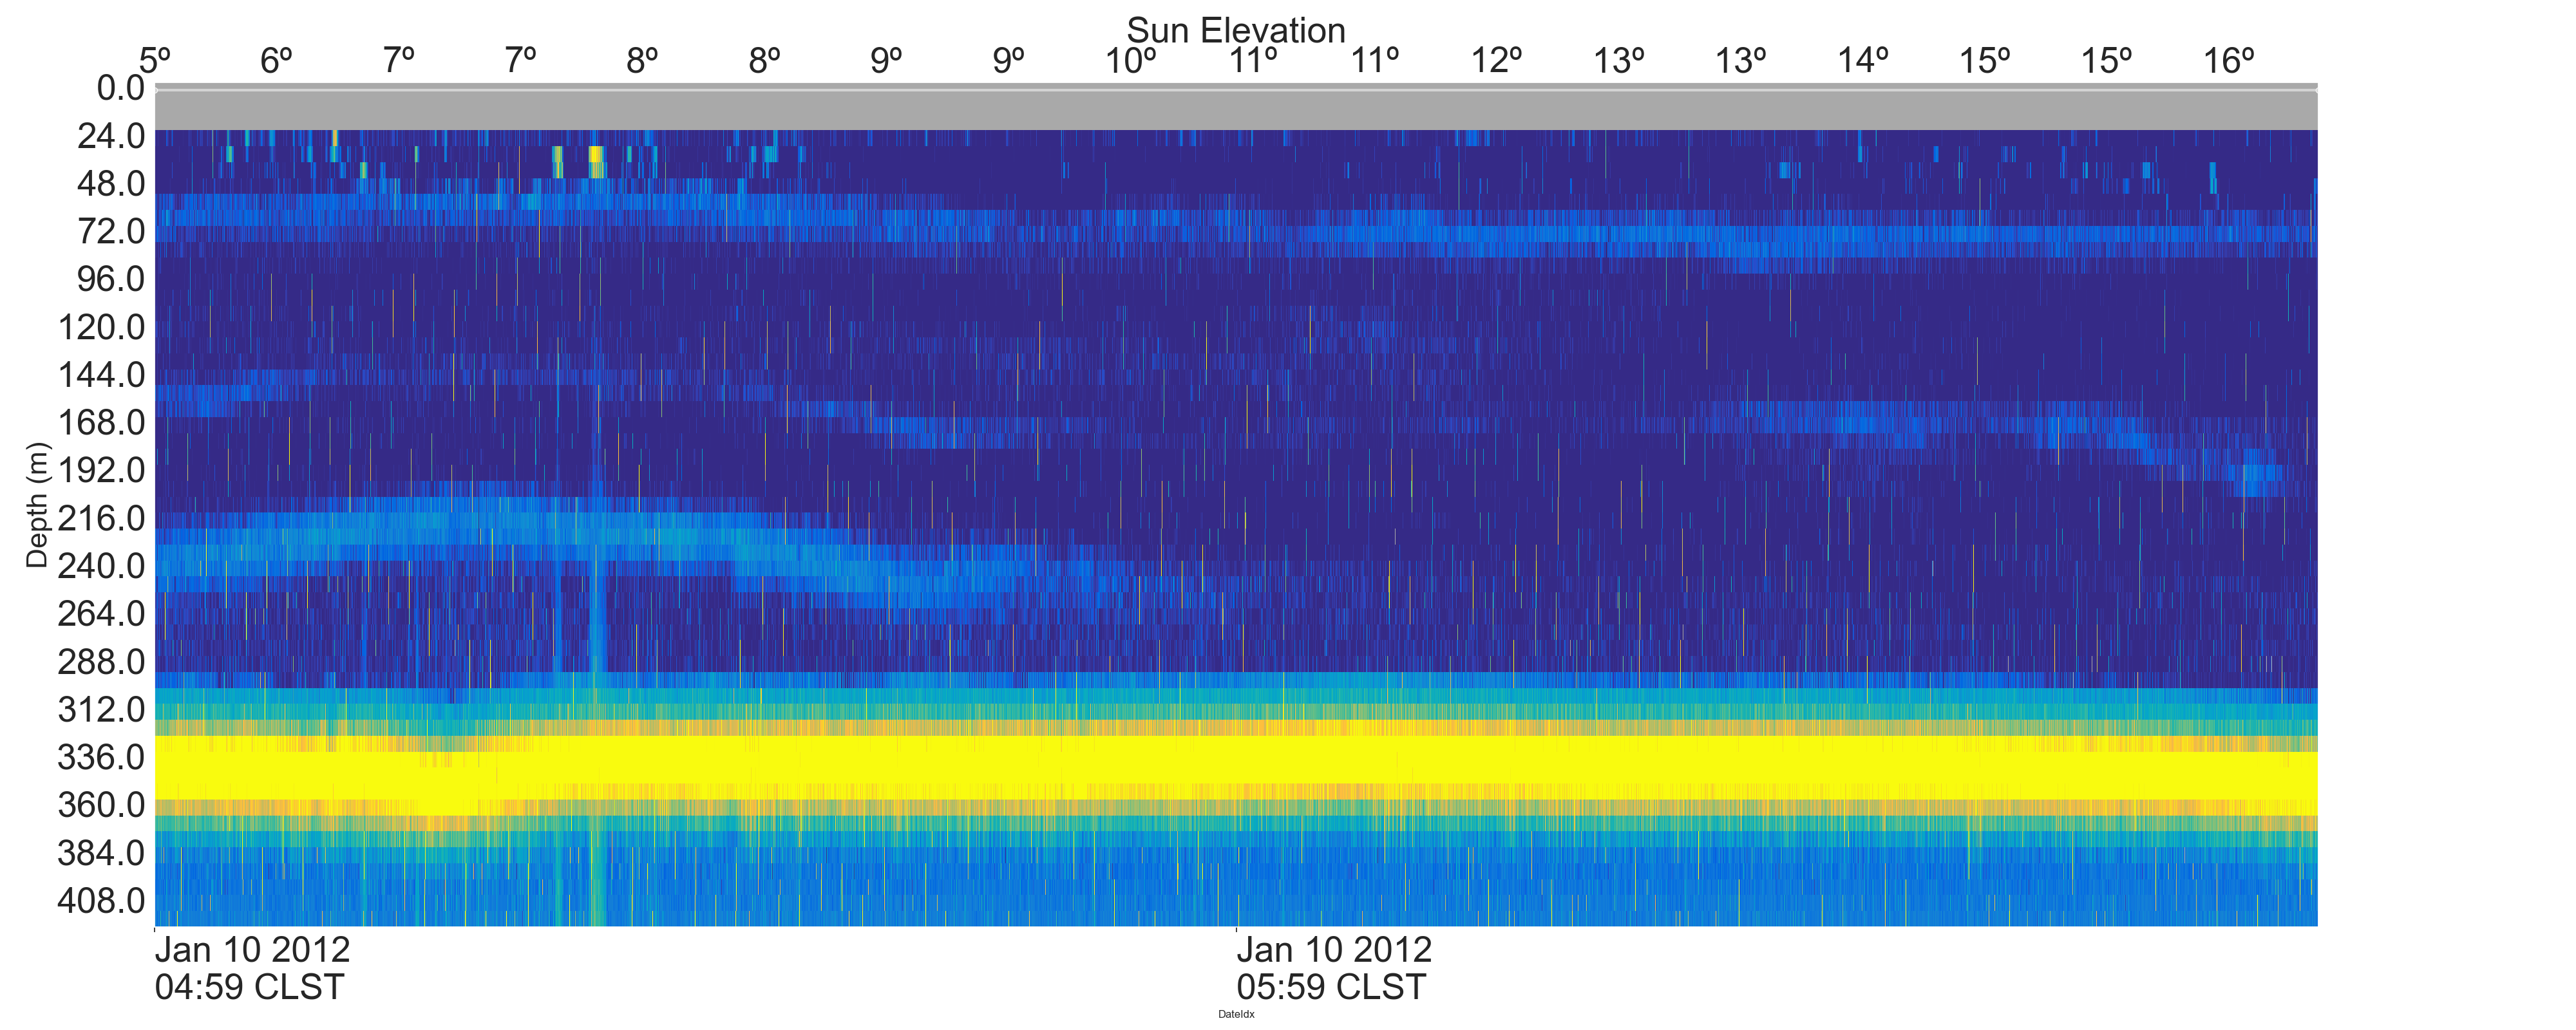 Sun Elevation
5º 6º 7º 7º 8º 8º 9º 9º 10º 11º 11º 12º 13º 13º 14º 15º 15º 16º
0.0
24.0
48.0
72.0
96.0
120.0
144.0
168.0
192.0
216.0
240.0
264.0
288.0
312.0
336.0
360.0
384.0
408.0
Depth (m)
Jan 10 2012
04:59 CLST
Jan 10 2012
05:59 CLST
DateIdx